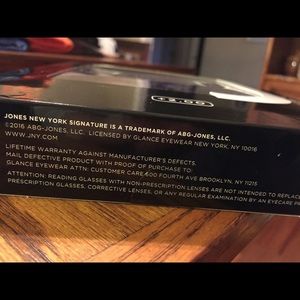 +2.00
JONES NEW YORK SIGNATURE IS A TRADEMARK OF ABG-JONES, LLC.
©2016 ABG-JONES, LLC. LICENSED BY GLANCE EYEWEAR NEW YORK, NY 10016
WWW.JNY.COM
LIFETIME WARRANTY AGAINST MANUFACTURER'S DEFECTS.
MAIL DEFECTIVE PRODUCT WITH PROOF OF PURCHASE TO:
GLANCE EYEWEAR ATTN: CUSTOMER CARE 600 FOURTH AVE BROOKLYN, NY 11215
ATTENTION: READING GLASSES WITH NON-PRESCRIPTION LENSES ARE NOT INTENDED TO REPLACE
PRESCRIPTION GLASSES, CORRECTIVE LENSES, OR ANY REGULAR EXAMINATION BY AN EYECARE